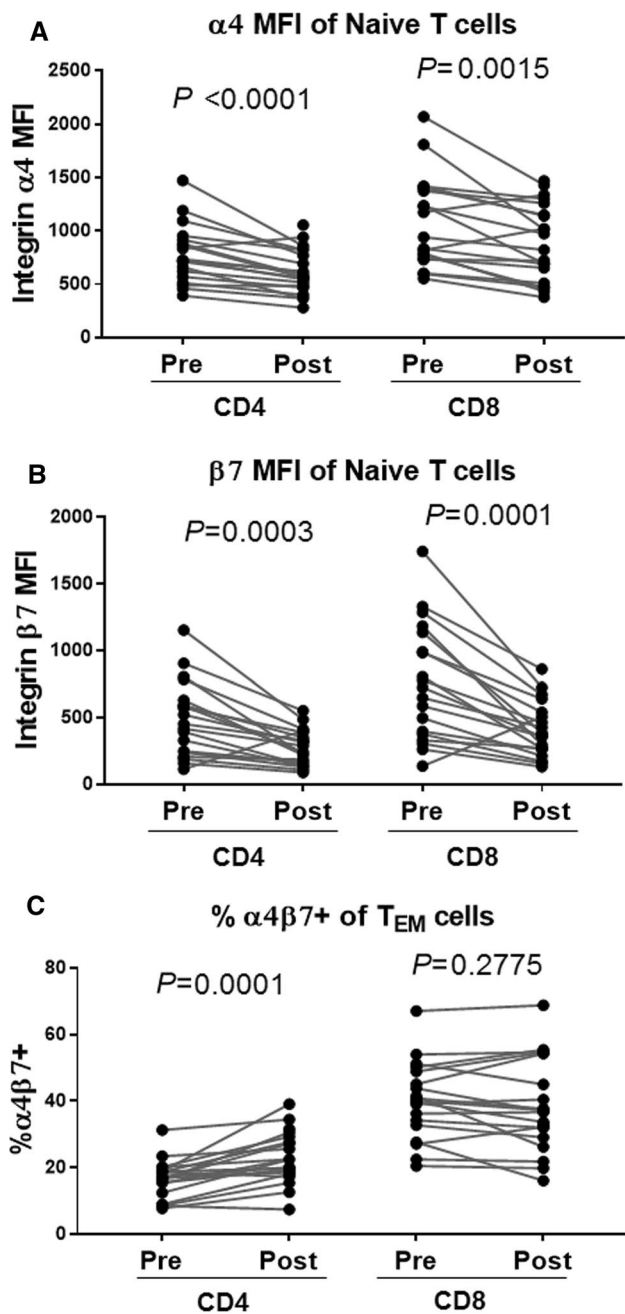 A
α4 MFI of Naive T cells
P <0.0001
P=0.0015
Integrin α4 MFI
2500
2000
1500
1000
500
0
Pre Post Pre Post
CD4 CD8
B
β7 MFI of Naive T cells
P=0.0003
P=0.0001
Integrin β7 MFI
2000
1500
1000
500
0
Pre Post Pre Post
CD4 CD8
C
% α4β7+ of TEM cells
P=0.0001
P=0.2775
%α4β7+
80
60
40
20
0
Pre Post Pre Post
CD4 CD8